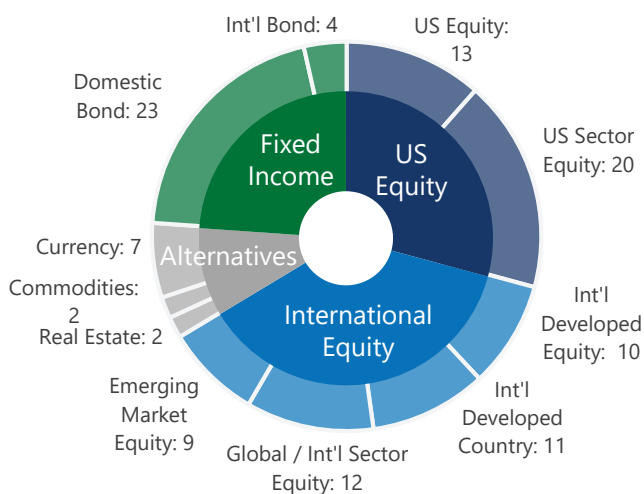 Int'l Bond: 4
US Equity:
13
Domestic
Bond: 23
US Sector
Equity: 20
Fixed
Income
US
Equity
Currency: 7
Alternatives
Commodities:
2
Real Estate: 2
International
Equity
Int'l
Developed
Equity:  10
Emerging
Market
Equity: 9
Global / Int'l Sector
Equity: 12
Int'l
Developed
Country: 11